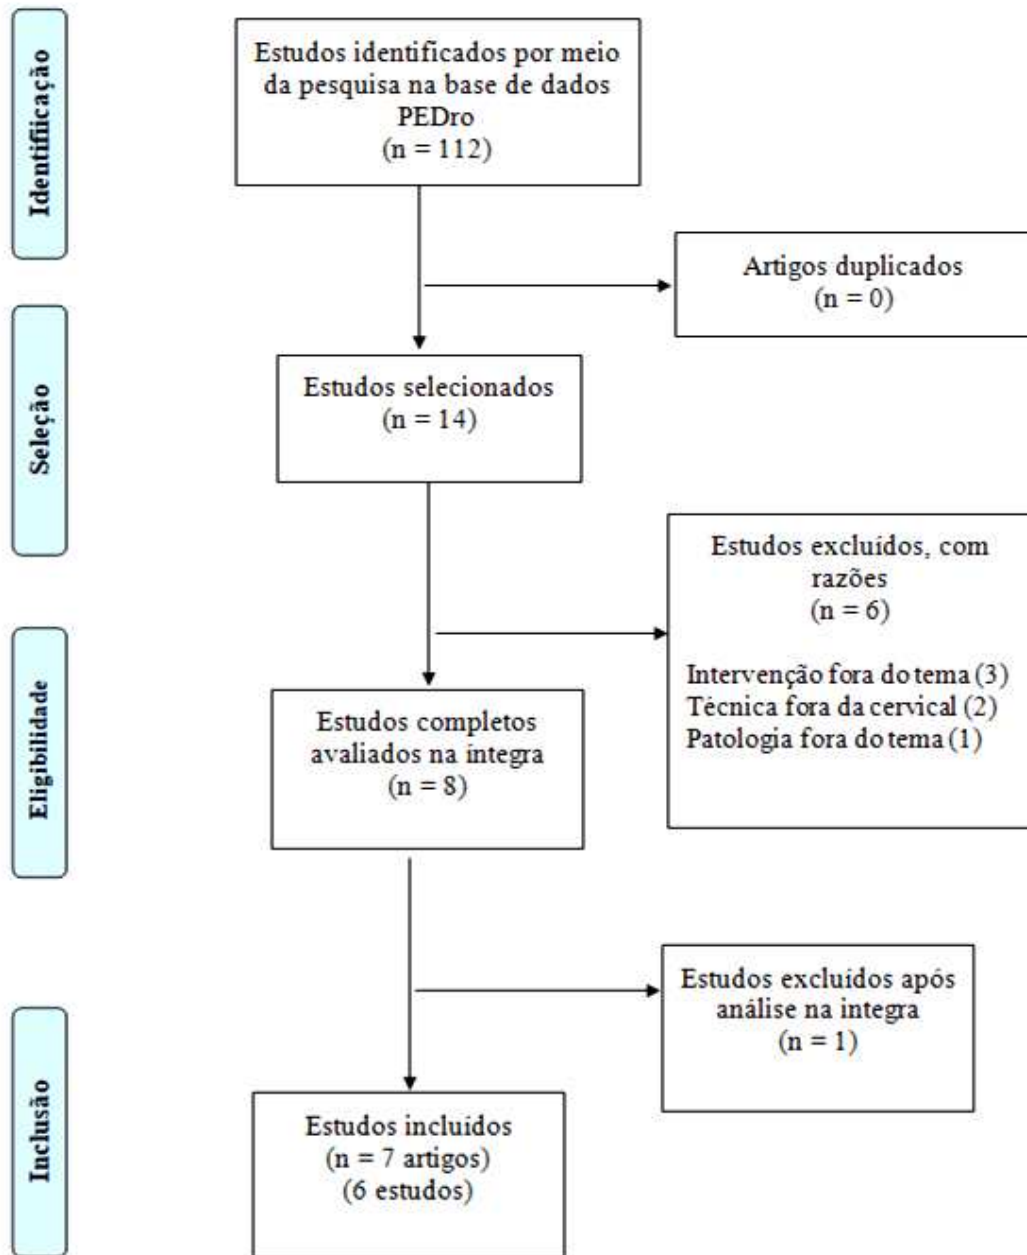 Identifiicação
Estudos identificados por meio
da pesquisa na base de dados
PEDro
(n = 112)
Artigos duplicados
(n = 0)
Seleção
Estudos selecionados
(n = 14)
Estudos excluídos, com
razões
(n = 6)
Intervenção fora do tema (3)
Técnica fora da cervical (2)
Patologia fora do tema (1)
Eligibilidade
Estudos completos
avaliados na integra
(n = 8)
Estudos excluídos após
análise na integra
(n = 1)
Inclusão
Estudos incluídos
(n = 7 artigos)
(6 estudos)